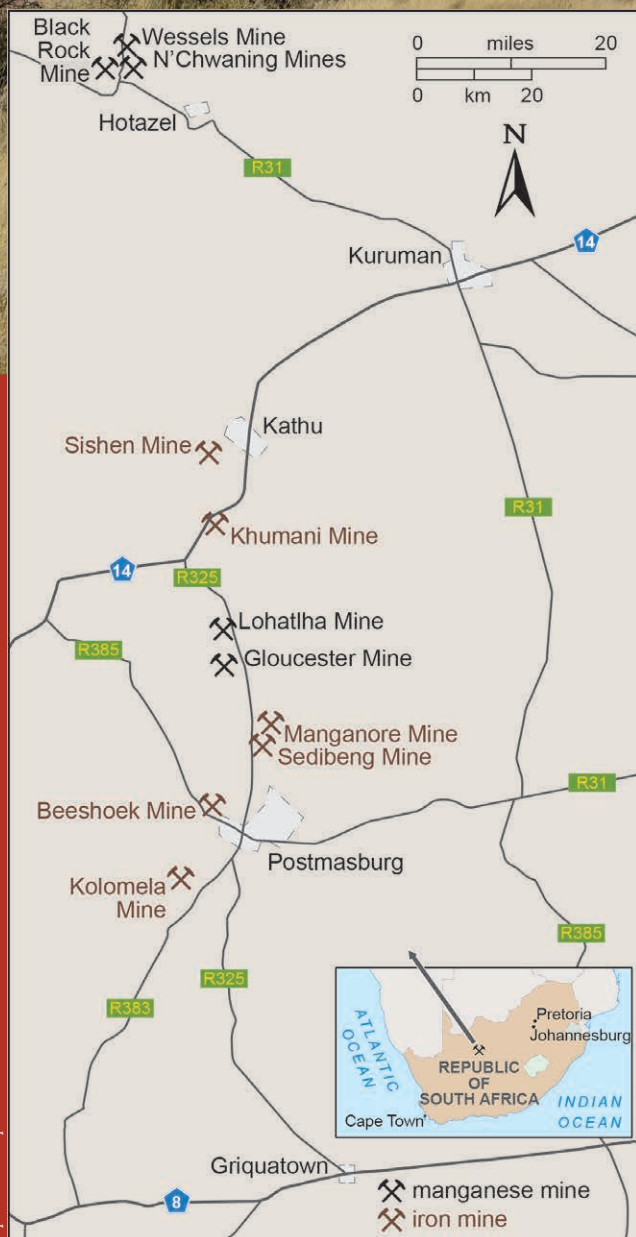 Black
Rock
Mine
Wessels Mine
N'Chwaning Mines
0 miles 20
0 km 20
N
Hotazel
R31
14
Kuruman
Kathu
Sishen Mine
R31
Khumani Mine
14
R325
Lohatlha Mine
R385
Gloucester Mine
Manganore Mine
Sedibeng Mine
R31
Beeshoek Mine
Postmasburg
Kolomela
Mine
R385
R325
R383
Pretoria
Johannesburg
ATLANTIC
OCEAN
REPUBLIC
OF
SOUTH AFRICA
INDIAN
OCEAN
Cape Town
Griquatown
8
manganese mine
iron mine